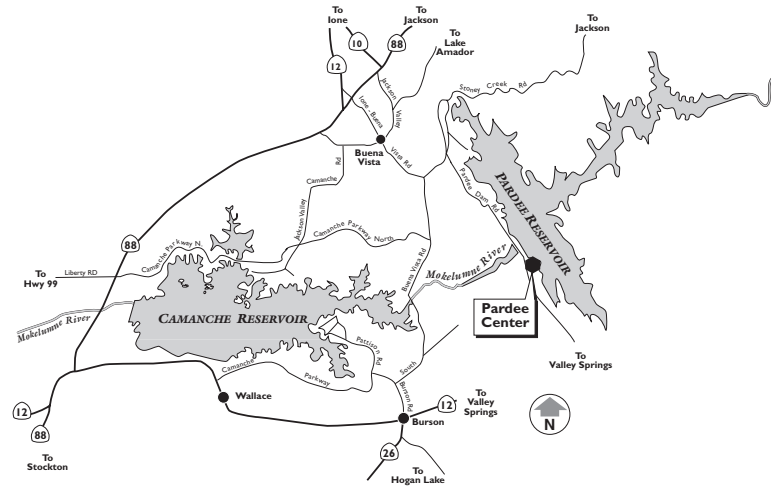 To
Ione
10
To
Jackson
88
12
To
Lake
Amador
To
Jackson
Stoney Creek Rd
Jackson
Valley
Ione - Buena
Vista Rd
Buena
Vista
Rd
Camanche
Jackson Valley
Pardee Dam Rd
PARDEE RESERVOIR
88
Camanche Parkway N.
Camanche Parkway North
Buena Vista Rd
Mokelumne River
To
Hwy 99
Liberty RD
Mokelumne River
CAMANCHE RESERVOIR
Pardee
Center
Pattison Rd
South
Camanche
Parkway
Burson Rd
To
Valley Springs
Wallace
12
To
Valley
Springs
Burson
N
12
88
To
Stockton
26
To
Hogan Lake